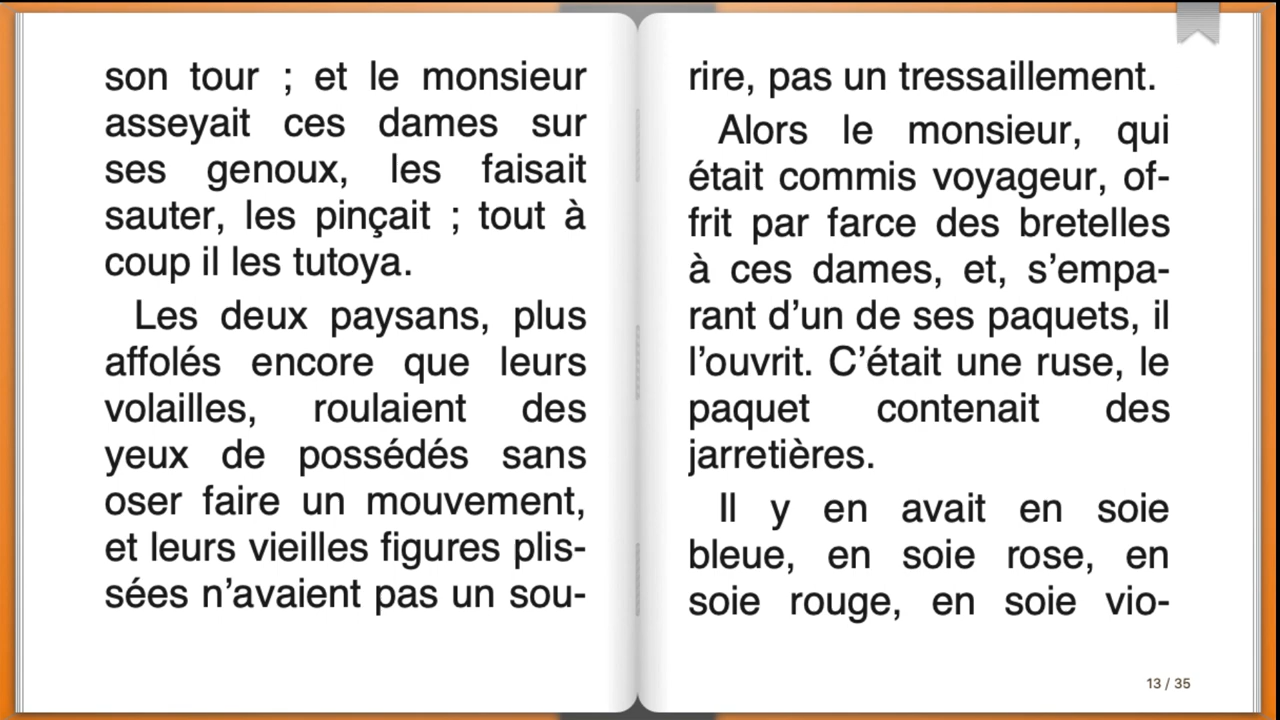 son tour ; et le monsieur
asseyait ces dames sur
ses genoux, les faisait
sauter, les pinçait ; tout à
coup il les tutoya.
Les deux paysans, plus
affolés encore que leurs
volailles, roulaient des
yeux de possédés sans
oser faire un mouvement,
et leurs vieilles figures plis-
sées n’avaient pas un sou-
rire, pas un tressaillement.
Alors le monsieur, qui
était commis voyageur, of-
frit par farce des bretelles
à ces dames, et, s’empa-
rant d’un de ses paquets, il
l’ouvrit. C’était une ruse, le
paquet contenait des
jarretières.
Il y en avait en soie
bleue, en soie rose, en
soie rouge, en soie vio-
13 / 35